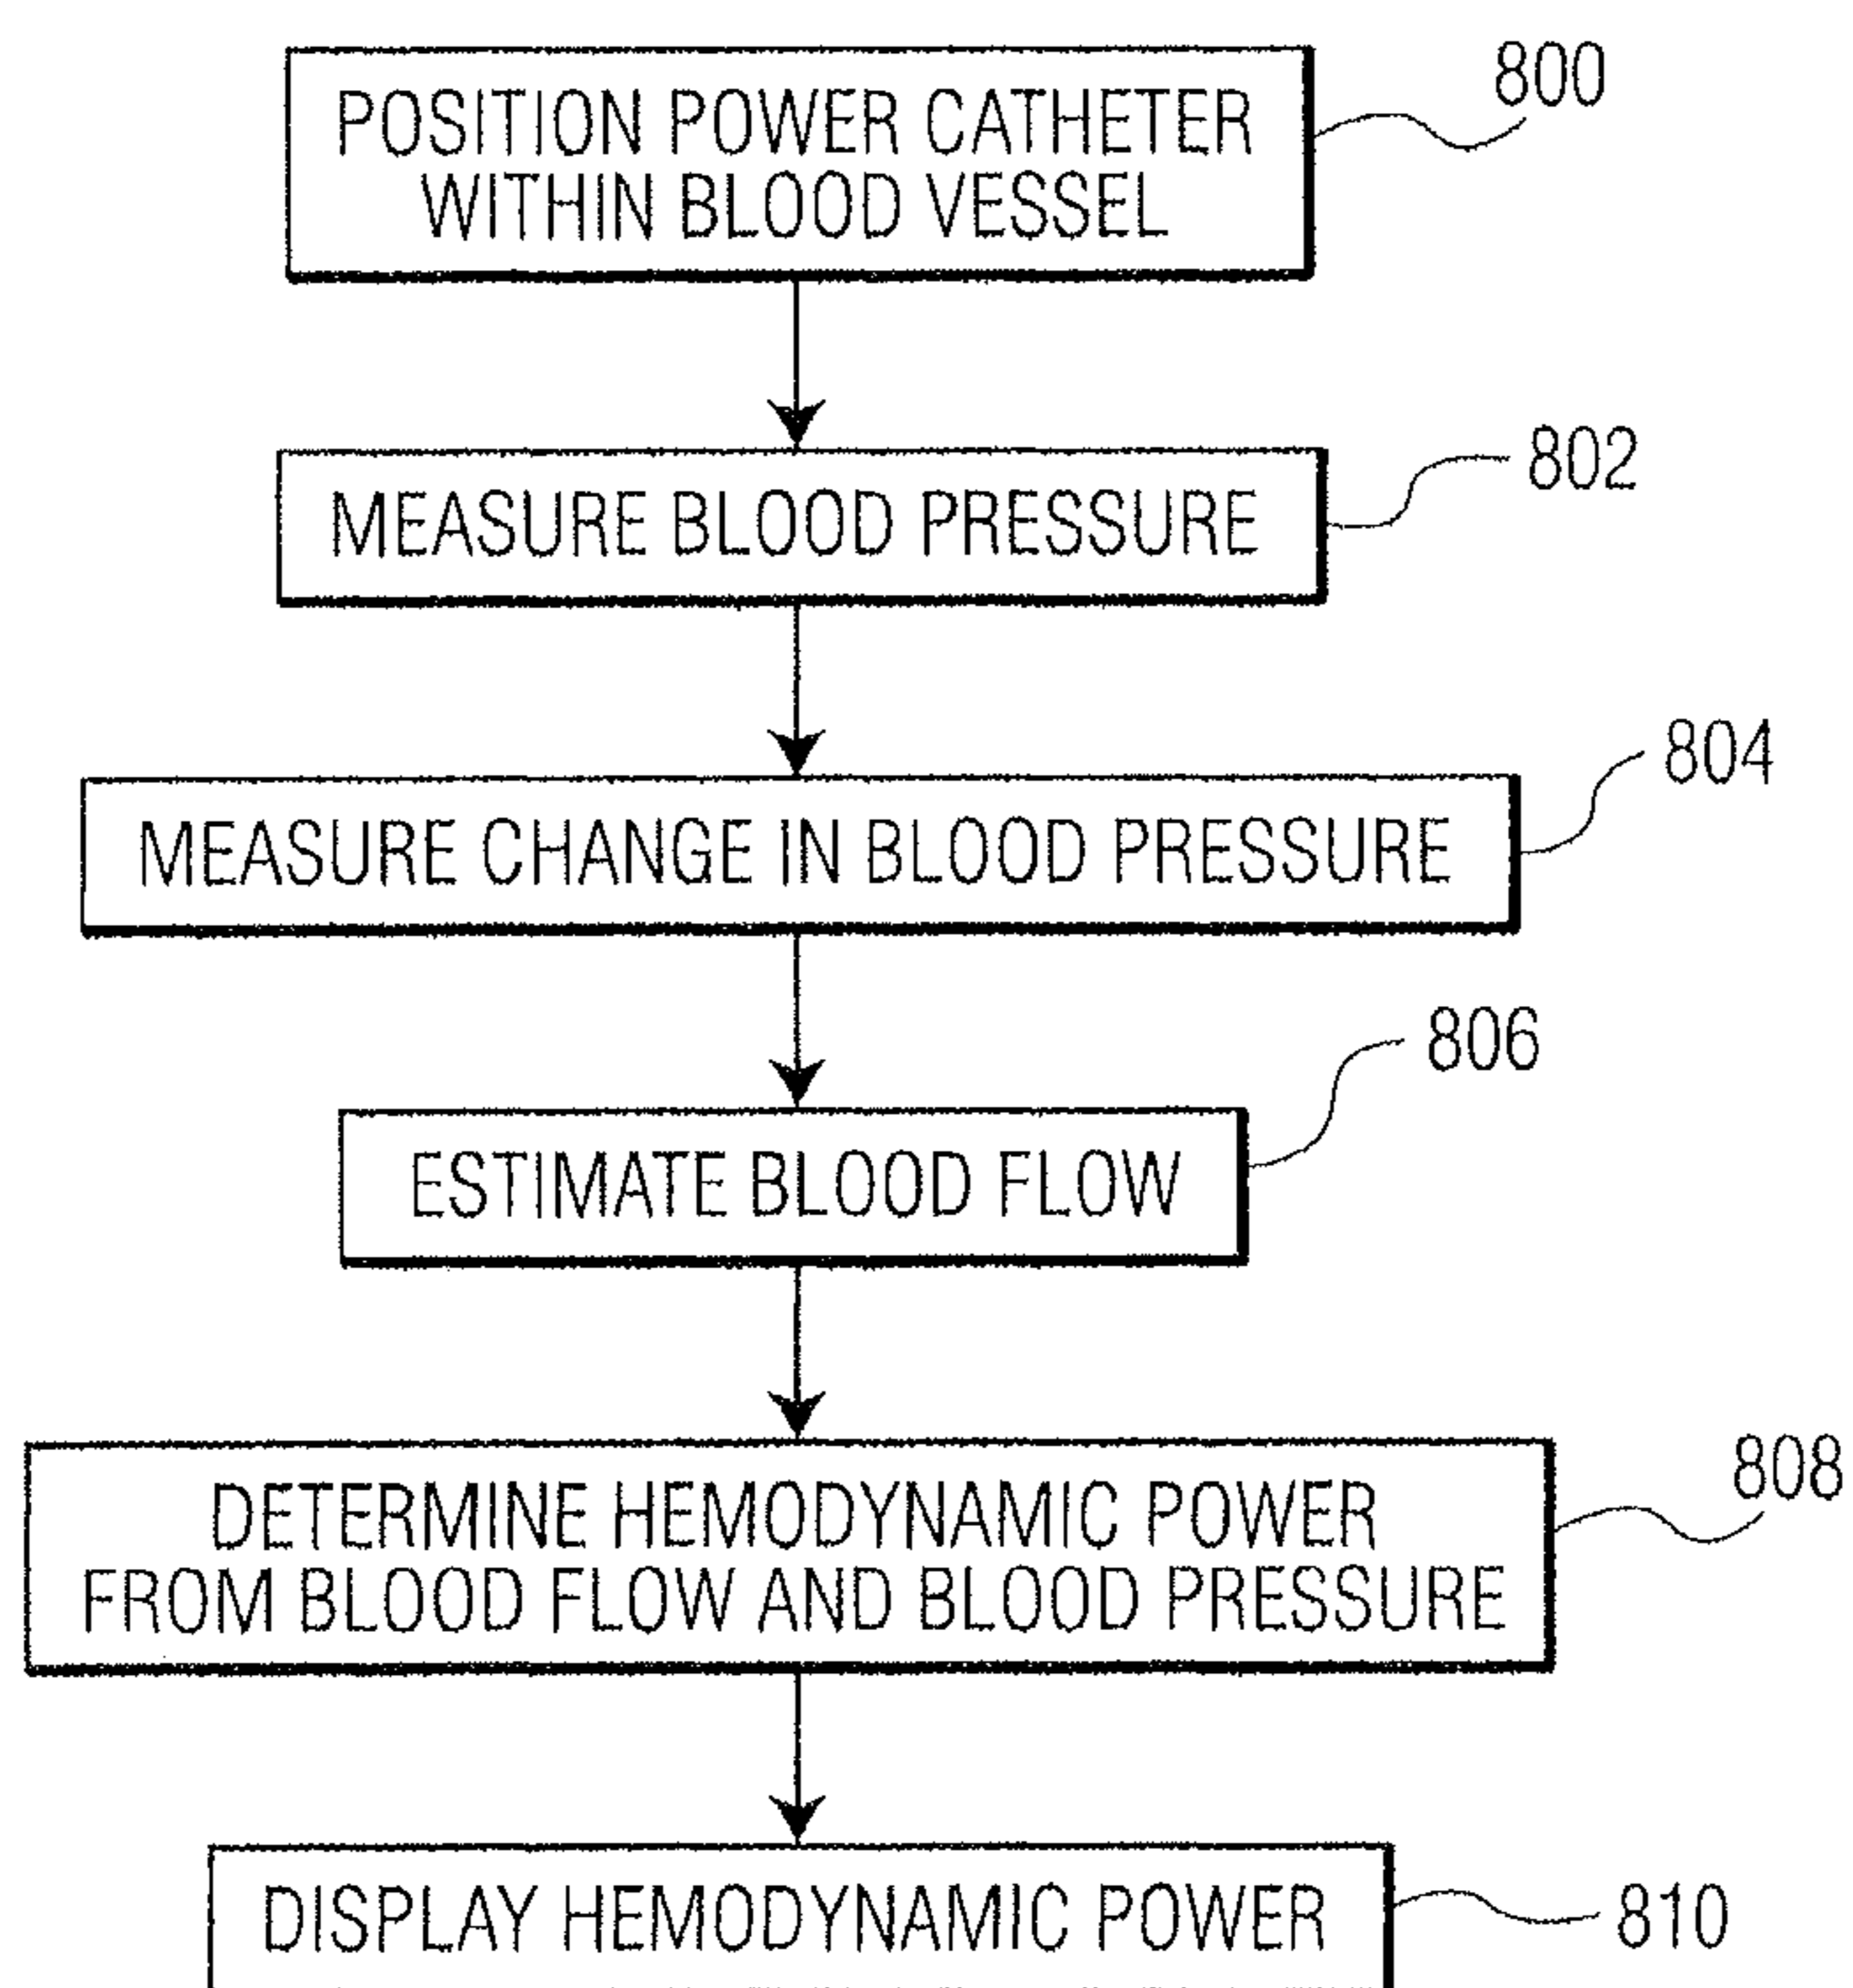 POSITION POWER CATHETER
WITHIN BLOOD VESSEL
800
MEASURE BLOOD PRESSURE
802
MEASURE CHANGE IN BLOOD PRESSURE
804
ESTIMATE BLOOD FLOW
806
DETERMINE HEMODYNAMIC POWER
FROM BLOOD FLOW AND BLOOD PRESSURE
808
DISPLAY HEMODYNAMIC POWER
810